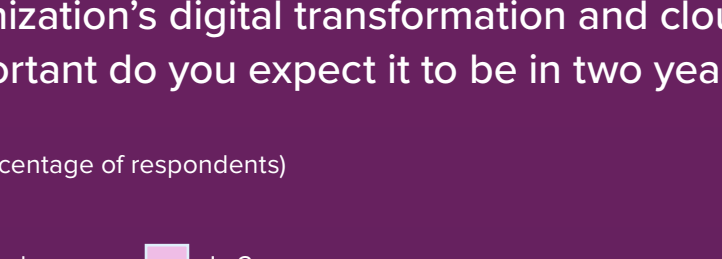 nization’s digital transformation and clou
ortant do you expect it to be in two yea
centage of respondents)